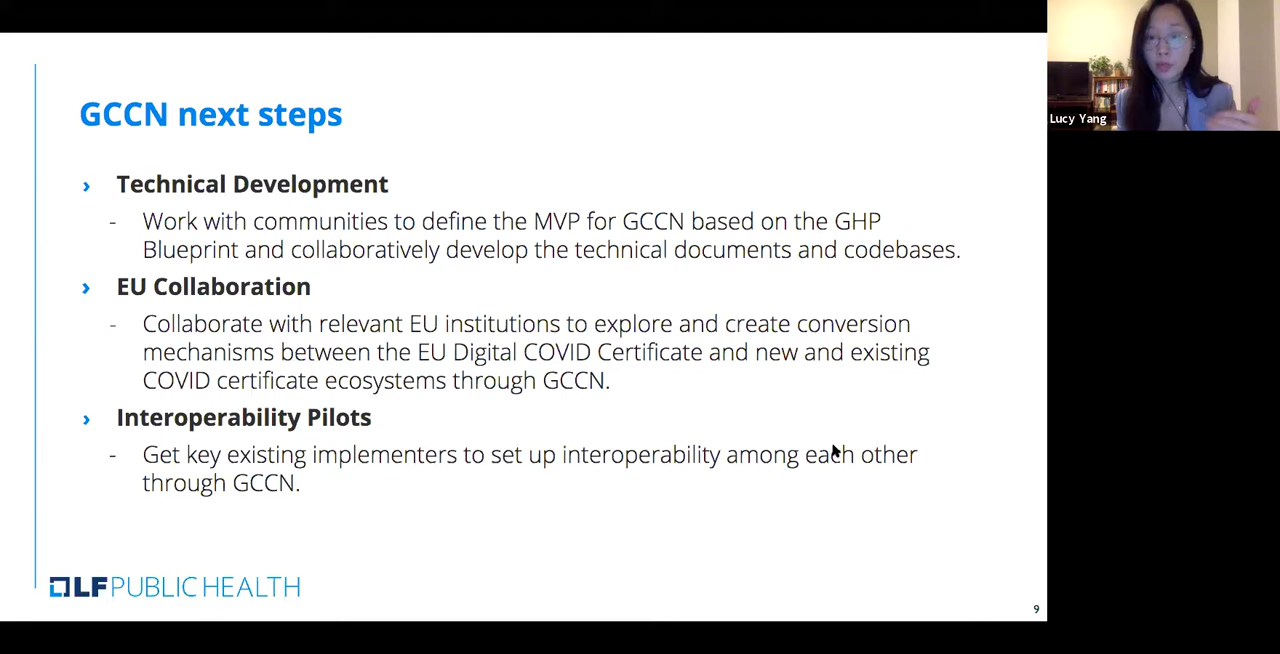 GCCN next steps
› Technical Development
- Work with communities to define the MVP for GCCN based on the GHP
Blueprint and collaboratively develop the technical documents and codebases.
› EU Collaboration
- Collaborate with relevant EU institutions to explore and create conversion
mechanisms between the EU Digital COVID Certificate and new and existing
COVID certificate ecosystems through GCCN.
› Interoperability Pilots
- Get key existing implementers to set up interoperability among each other
through GCCN.
LF PUBLIC HEALTH
9
Lucy Yang